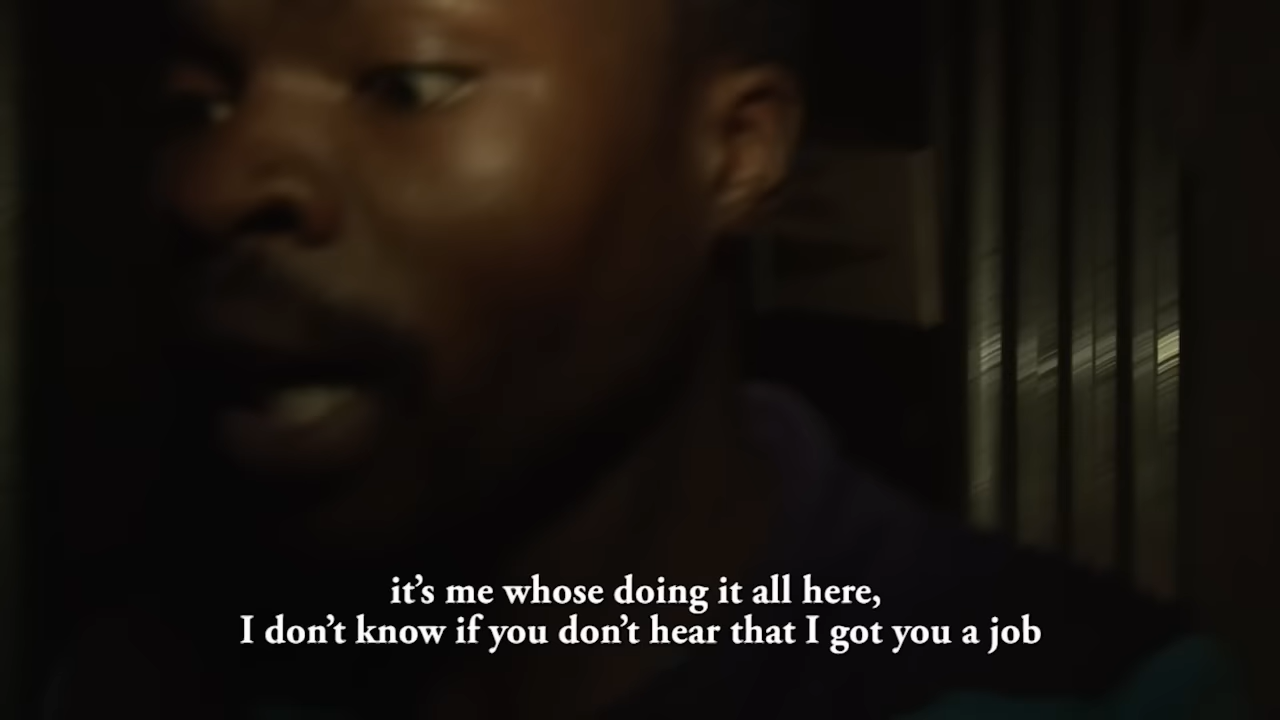 it’s me whose doing it all here,
I don’t know if you don’t hear that I got you a job